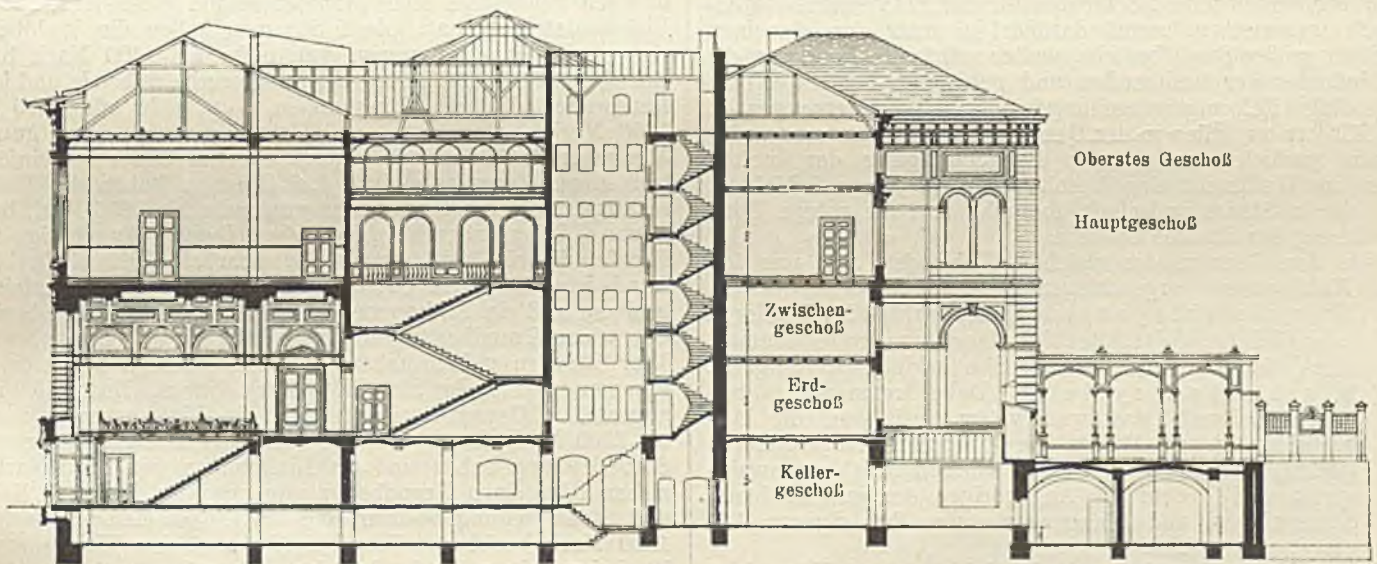 Oberstes Geschoß
Hauptgeschoß
Zwischen-
geschoß
Erd-
geschoß
Keller-
geschoß